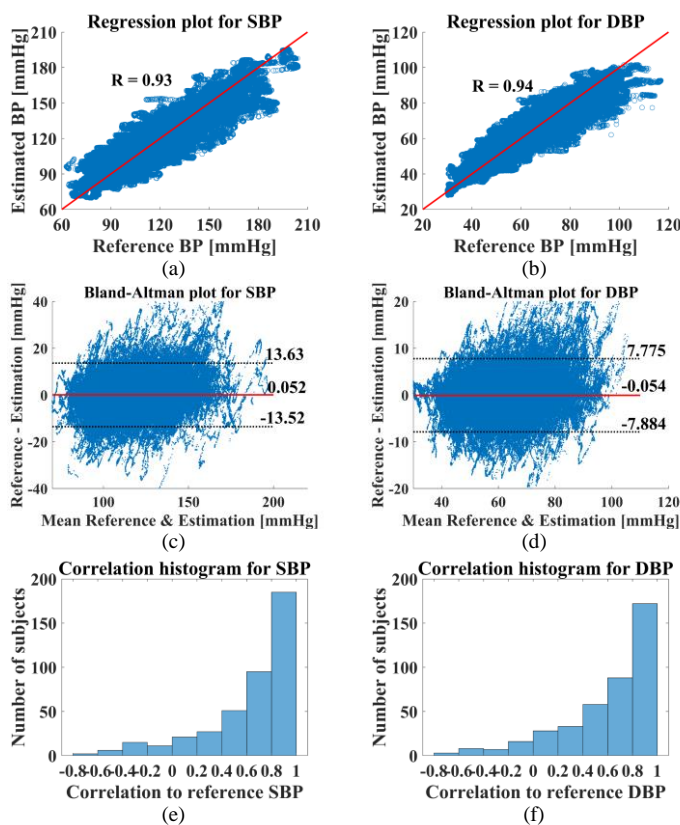 Regression plot for SBP
Estimated BP [mmHg]
210
180
150
120
90
60
R = 0.93
60 90 120 150 180 210
Reference BP [mmHg]
(a)
Regression plot for DBP
Estimated BP [mmHg]
120
100
80
60
40
20
R = 0.94
20 40 60 80 100 120
Reference BP [mmHg]
(b)
Bland-Altman plot for SBP
Reference - Estimation [mmHg]
40
20
0
-20
-40
13.63
0.052
-13.52
100 150 200
Mean Reference & Estimation [mmHg]
(c)
Bland-Altman plot for DBP
Reference - Estimation [mmHg]
20
10
0
-10
-20
7.775
-0.054
-7.884
40 60 80 100 120
Mean Reference & Estimation [mmHg]
(d)
Correlation histogram for SBP
Number of subjects
200
150
100
50
0
-0.8-0.6-0.4-0.2 0 0.2 0.4 0.6 0.8 1
Correlation to reference SBP
(e)
Correlation histogram for DBP
Number of subjects
200
150
100
50
0
-0.8-0.6-0.4-0.2 0 0.2 0.4 0.6 0.8 1
Correlation to reference DBP
(f)